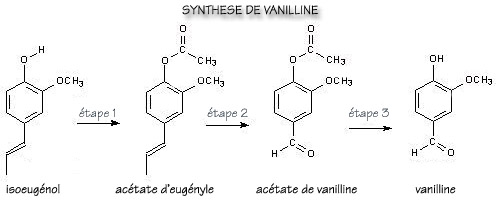 SYNTHESE DE VANILLINE
O H
OCH3
étape 1
O
O C CH3
OCH3
étape 2
O
O C CH3
OCH3
H C O
étape 3
OH
OCH3
H C O
isoeugénol
acétate d'eugényle
acétate de vanilline
vanilline